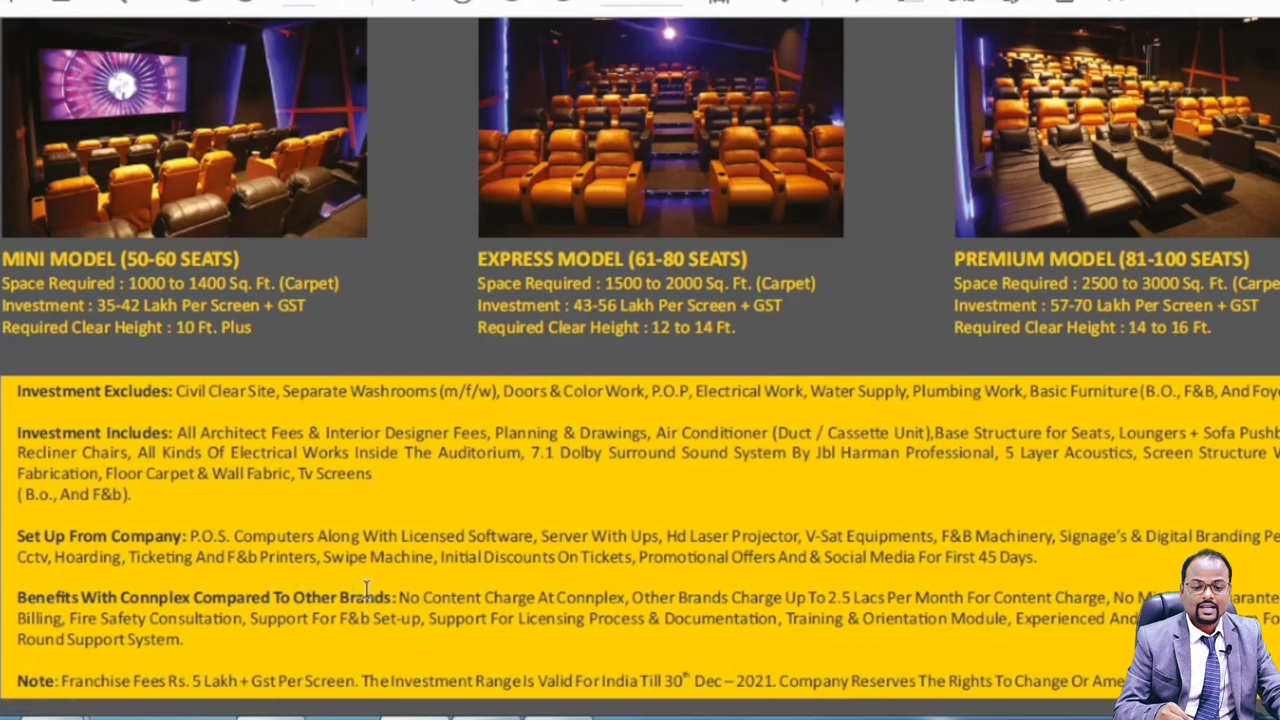 MINI MODEL (50-60 SEATS)
Space Required : 1000 to 1400 Sq. Ft. (Carpet)
Investment : 35-42 Lakh Per Screen + GST
Required Clear Height : 10 Ft. Plus
EXPRESS MODEL (61-80 SEATS)
Space Required : 1500 to 2000 Sq. Ft. (Carpet)
Investment : 43-56 Lakh Per Screen + GST
Required Clear Height : 12 to 14 Ft.
PREMIUM MODEL (81-100 SEATS)
Space Required : 2500 to 3000 Sq. Ft. (Carpe
Investment : 57-70 Lakh Per Screen + GST
Required Clear Height : 14 to 16 Ft.
Investment Excludes: Civil Clear Site, Separate Washrooms (m/f/w), Doors & Color Work, P.O.P, Electrical Work, Water Supply, Plumbing Work, Basic Furniture (B.O., F&B, And Foy
Investment Includes: All Architect Fees & Interior Designer Fees, Planning & Drawings, Air Conditioner (Duct / Cassette Unit),Base Structure for Seats, Loungers + Sofa Pushb
Recliner Chairs, All Kinds Of Electrical Works Inside The Auditorium, 7.1 Dolby Surround Sound System By Jbl Harman Professional, 5 Layer Acoustics, Screen Structure
Fabrication, Floor Carpet & Wall Fabric, Tv Screens
( B.o., And F&b).
Set Up From Company: P.O.S. Computers Along With Licensed Software, Server With Ups, Hd Laser Projector, V-Sat Equipments, F&B Machinery, Signage's & Digital Branding Pe
Cctv, Hoarding, Ticketing And F&b Printers, Swipe Machine, Initial Discounts On Tickets, Promotional Offers And & Social Media For First 45 Days.
Benefits With Connplex Compared To Other Brands: No Content Charge At Connplex, Other Brands Charge Up To 2.5 Lacs Per Month For Content Charge, No
Billing, Fire Safety Consultation, Support For F&b Set-up, Support For Licensing Process & Documentation, Training & Orientation Module, Experienced And
Round Support System.
Note: Franchise Fees Rs. 5 Lakh + Gst Per Screen. The Investment Range Is Valid For India Till 30th Dec – 2021. Company Reserves The Rights To Change Or Ame